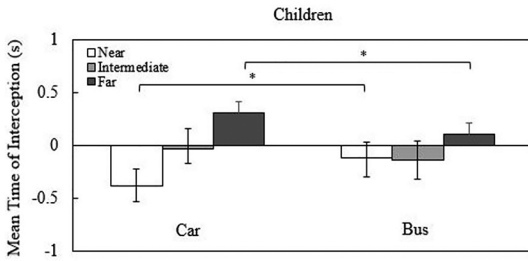 Children
Mean Time of Interception (s)
1
0.5
0
-0.5
-1
Near
Intermediate
Far
*
*
Car
Bus